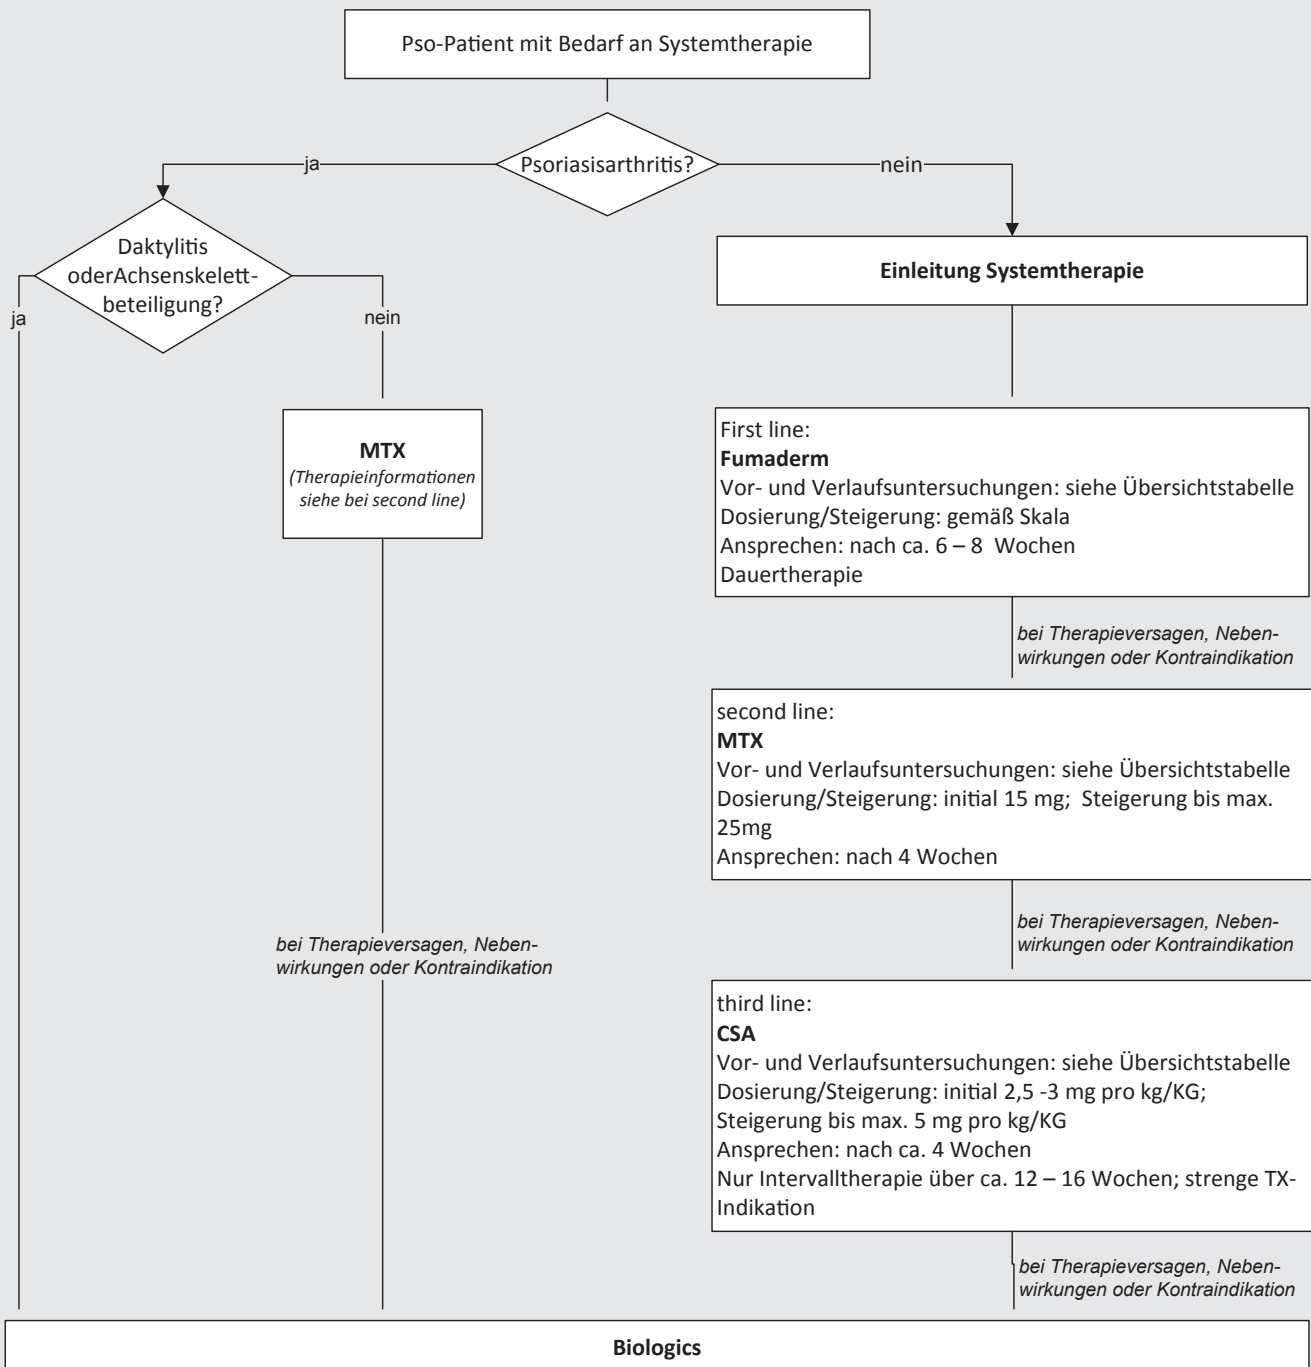 Pso-Patient mit Bedarf an Systemtherapie
Psoriasisarthritis?
ja
nein
Daktylitis
oderAchsenskelett-
beteiligung?
ja
nein
MTX
(Therapieinformationen
siehe bei second line)
bei Therapieversagen, Neben-
wirkungen oder Kontraindikation
Einleitung Systemtherapie
First line:
Fumaderm
Vor- und Verlaufsuntersuchungen: siehe Übersichtstabelle
Dosierung/Steigerung: gemäß Skala
Ansprechen: nach ca. 6 – 8 Wochen
Dauertherapie
bei Therapieversagen, Neben-
wirkungen oder Kontraindikation
second line:
MTX
Vor- und Verlaufsuntersuchungen: siehe Übersichtstabelle
Dosierung/Steigerung: initial 15 mg; Steigerung bis max.
25mg
Ansprechen: nach 4 Wochen
bei Therapieversagen, Neben-
wirkungen oder Kontraindikation
third line:
CSA
Vor- und Verlaufsuntersuchungen: siehe Übersichtstabelle
Dosierung/Steigerung: initial 2,5 -3 mg pro kg/KG;
Steigerung bis max. 5 mg pro kg/KG
Ansprechen: nach ca. 4 Wochen
Nur Intervalltherapie über ca. 12 – 16 Wochen; strenge TX-
Indikation
bei Therapieversagen, Neben-
wirkungen oder Kontraindikation
Biologics